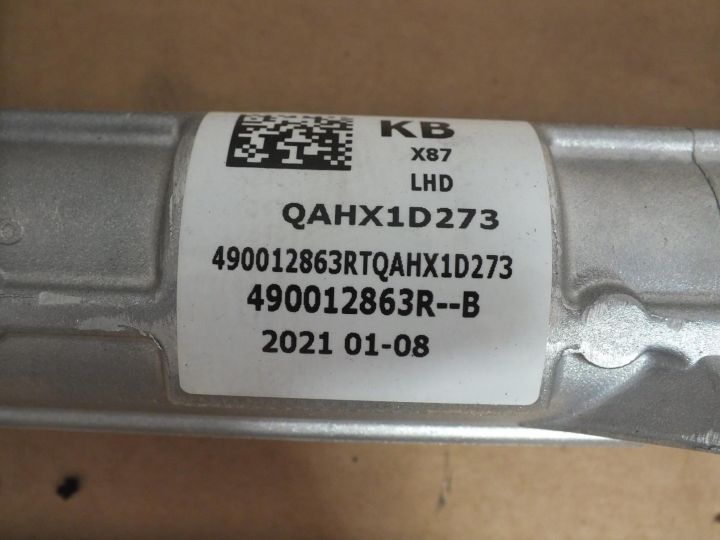 KB
X87
LHD
QAHX1D273
490012863RTQAHX1D273
490012863R--B
2021 01-08